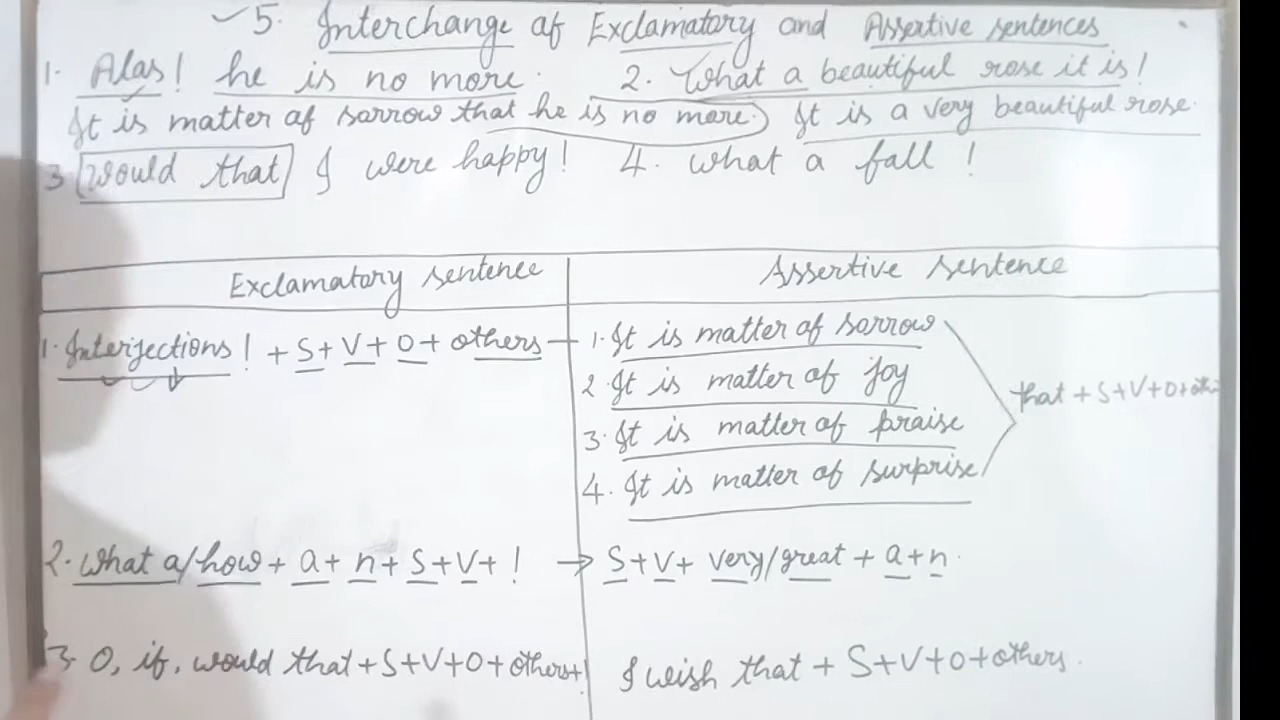 5. Interchange of Exclamatory and Assertive sentences
1. Alas! he is no more. 2. What a beautiful rose it is!
It is matter of sorrow that he is no more. It is a very beautiful rose.
3 Would that I were happy! 4. What a fall!
Exclamatory sentence Assertive sentence
1. Interjections! + S+V+O+ others 1. It is matter of sorrow
2 It is matter of joy
that + S+V+O+oth
3. It is matter of praise
4. It is matter of surprise
2. What a/how + a+n+S+V+! → S+V+ very/great + a+n.
3. O, if, would that+S+V+O+others+! I wish that + S+V+O+others.